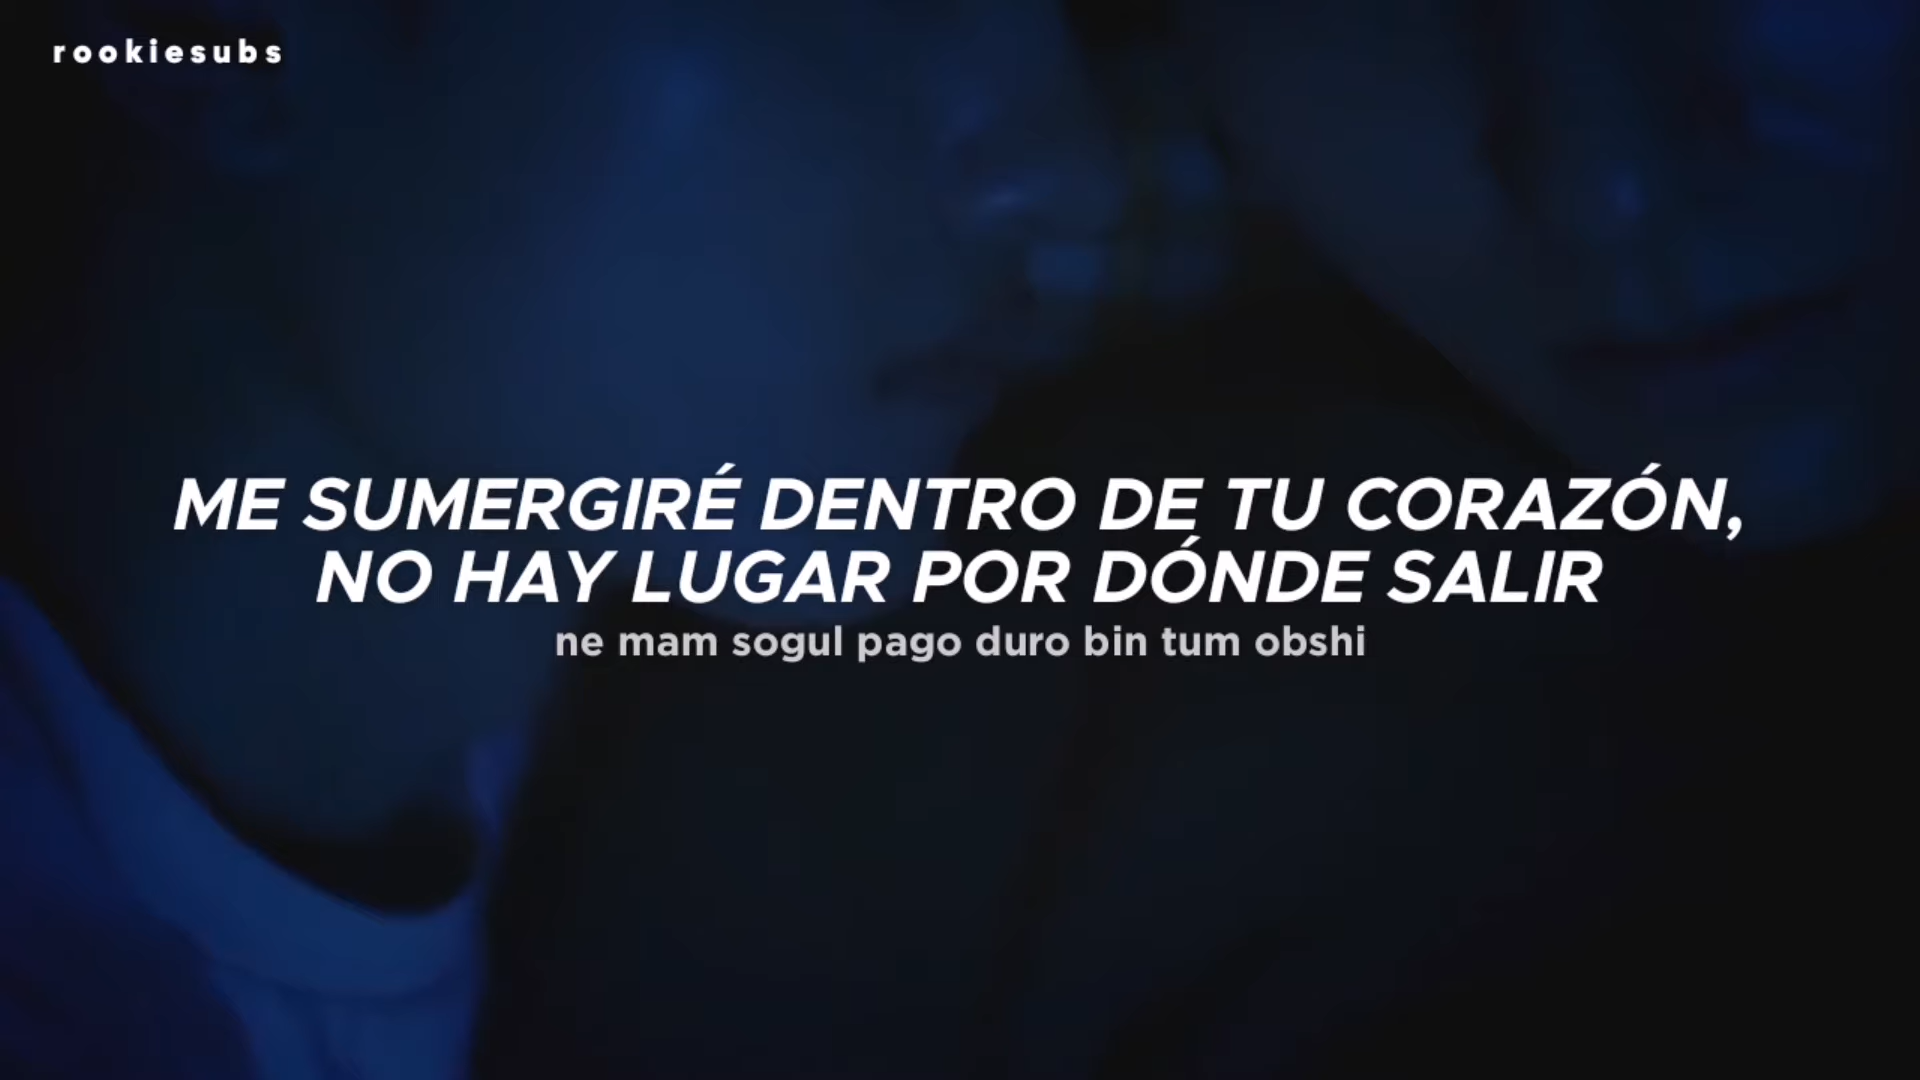 rookiesubs
ME SUMERGIRÉ DENTRO DE TU CORAZÓN,
NO HAY LUGAR POR DÓNDE SALIR
ne mam sogul pago duro bin tum obshi